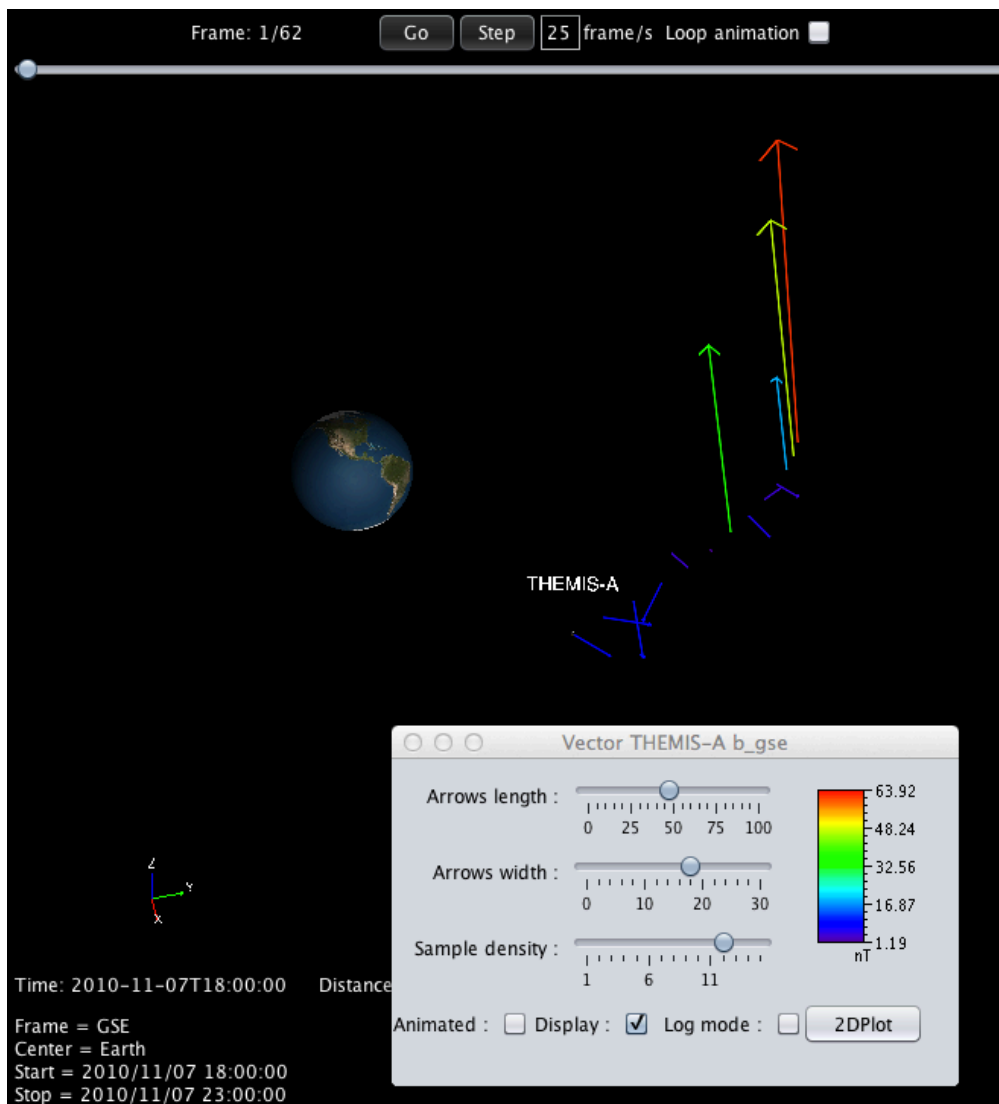 Frame: 1/62 Go Step 25 frame/s Loop animation
THEMIS-A
Vector THEMIS-A b_gse
Arrows length :
0 25 50 75 100
Arrows width :
0 10 20 30
Sample density :
1 6 11
63.92
48.24
32.56
16.87
1.19
nT
Z
Y
X
Time: 2010-11-07T18:00:00 Distance
Animated : Display : Log mode : 2DPlot
Frame = GSE
Center = Earth
Start = 2010/11/07 18:00:00
Stop = 2010/11/07 23:00:00